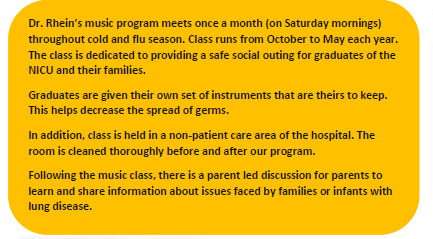 Dr. Rhein's music program meets once a month (on Saturday mornings)
throughout cold and flu season. Class runs from October to May each year.
The class is dedicated to providing a safe social outing for graduates of the
NICU and their families.
Graduates are given their own set of instruments that are theirs to keep.
This helps decrease the spread of germs.
In addition, class is held in a non-patient care area of the hospital. The
room is cleaned thoroughly before and after our program.
Following the music class, there is a parent led discussion for parents to
learn and share information about issues faced by families or infants with
lung disease.